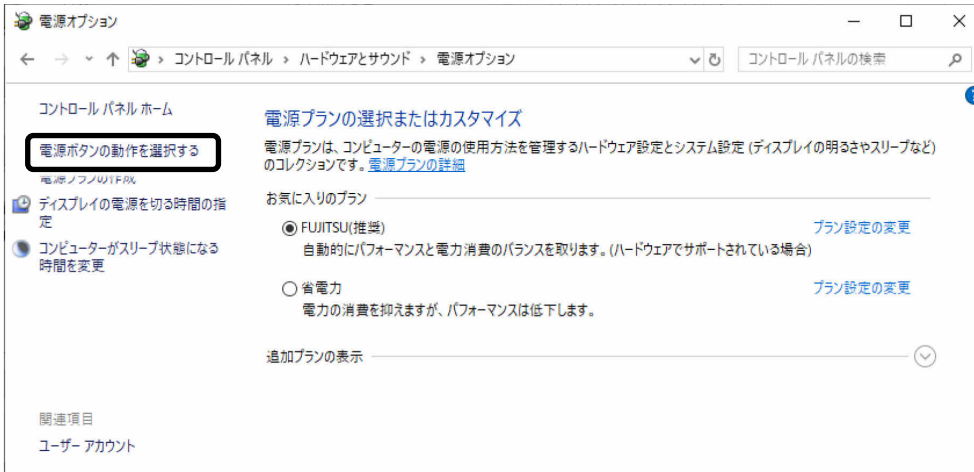 電源オプション
コントロール パネル › ハードウェアとサウンド › 電源オプション
コントロール パネルの検索
コントロール パネル ホーム
電源ボタンの動作を選択する
電源プランの作成
ディスプレイの電源を切る時間の指
定
コンピューターがスリープ状態になる
時間を変更
関連項目
ユーザー アカウント
電源プランの選択またはカスタマイズ
電源プランは、コンピューターの電源の使用方法を管理するハードウェア設定とシステム設定 (ディスプレイの明るさやスリープなど)
のコレクションです。電源プランの詳細
お気に入りのプラン
FUJITSU(推奨) プラン設定の変更
自動的にパフォーマンスと電力消費のバランスを取ります。(ハードウェアでサポートされている場合)
省電力 プラン設定の変更
電力の消費を抑えますが、パフォーマンスは低下します。
追加プランの表示